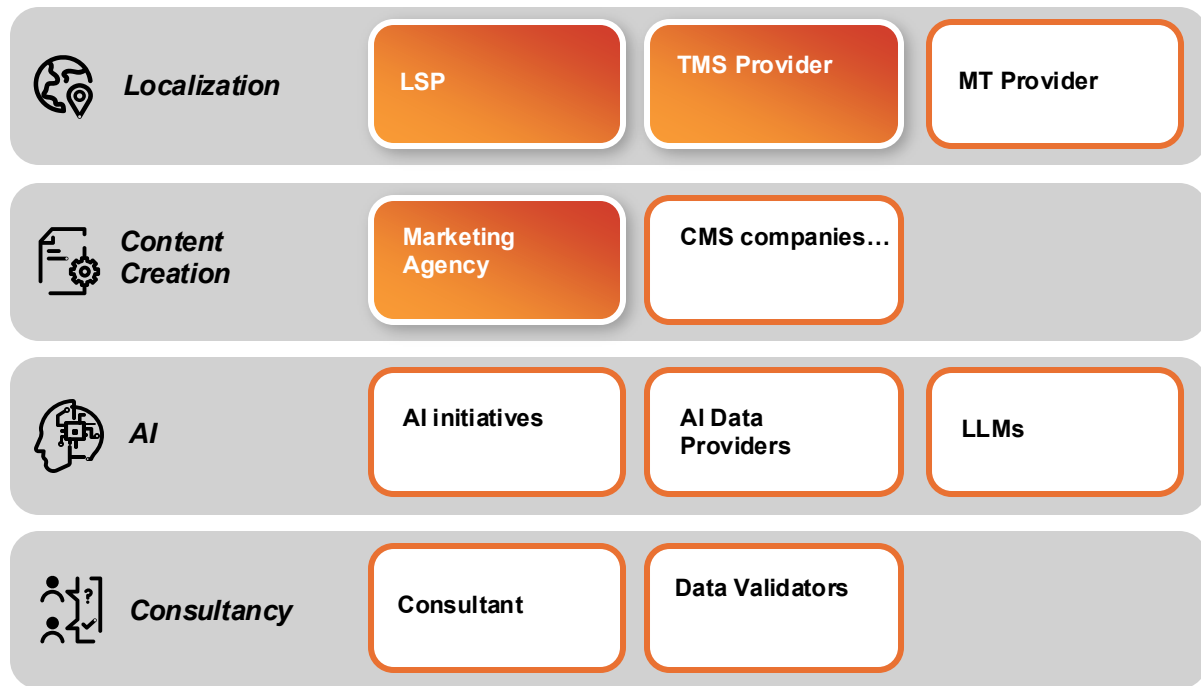 Localization
LSP
TMS Provider
MT Provider
Content
Creation
Marketing
Agency
CMS companies…
AI
AI initiatives
AI Data
Providers
LLMs
Consultancy
Consultant
Data Validators